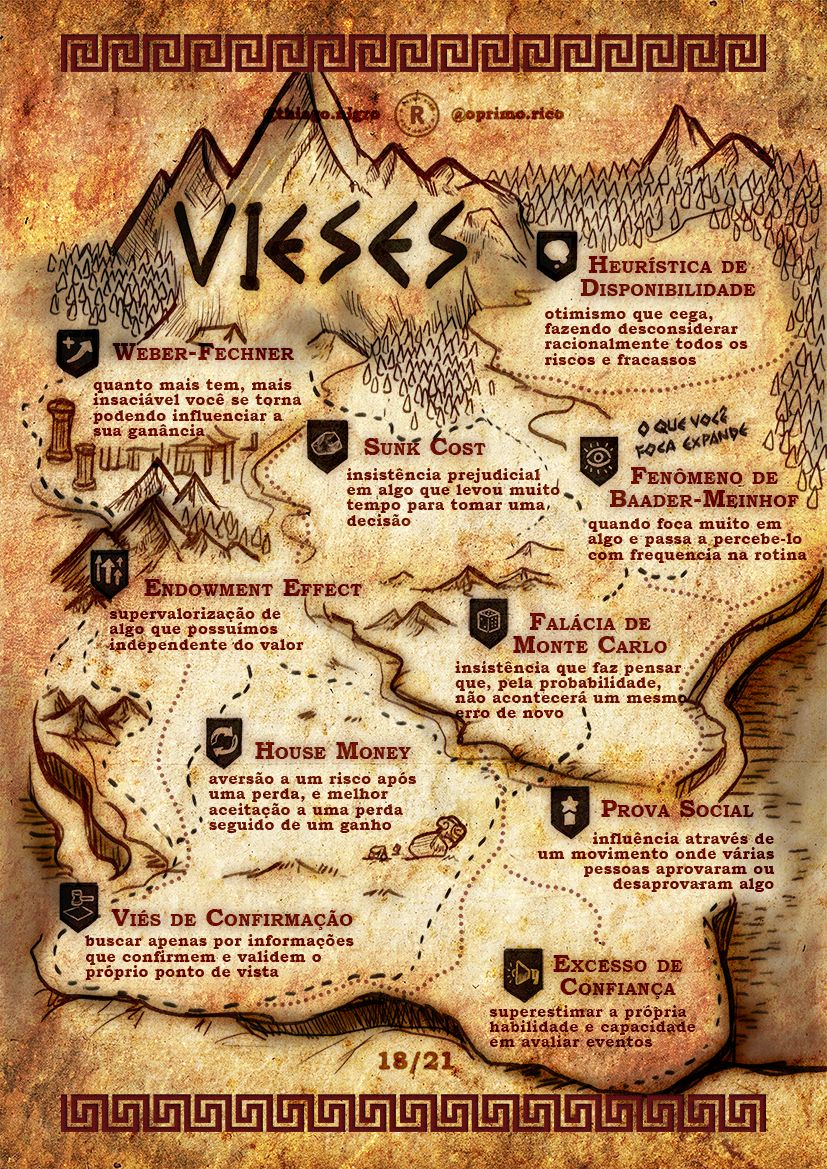 @thiago.nigro
R
@oprimo.rico
VIESES
HEURÍSTICA DE
DISPONIBILIDADE
otimismo que cega,
fazendo desconsiderar
racionalmente todos os
riscos e fracassos
WEBER-FECHNER
quanto mais tem, mais
insaciável você se torna
podendo influenciar a
sua ganância
SUNK COST
insistência prejudicial
em algo que levou muito
tempo para tomar uma
decisão
O QUE VOCÊ
FOCA EXPANDE
FENÔMENO DE
BAADER-MEINHOF
quando foca muito em
algo e passa a percebe-lo
com frequencia na rotina
ENDOWMENT EFFECT
supervalorização de
algo que possuímos
independente do valor
FALÁCIA DE
MONTE CARLO
insistência que faz pensar
que, pela probabilidade,
não acontecerá um mesmo
erro de novo
HOUSE MONEY
aversão a um risco após
uma perda, e melhor
aceitação a uma perda
seguido de um ganho
PROVA SOCIAL
influência através de
um movimento onde várias
pessoas aprovaram ou
desaprovaram algo
VIÉS DE CONFIRMAÇÃO
buscar apenas por informações
que confirmem e validem o
próprio ponto de vista
EXCESSO DE
CONFIANÇA
superestimar a própria
habilidade e capacidade
em avaliar eventos
18/21